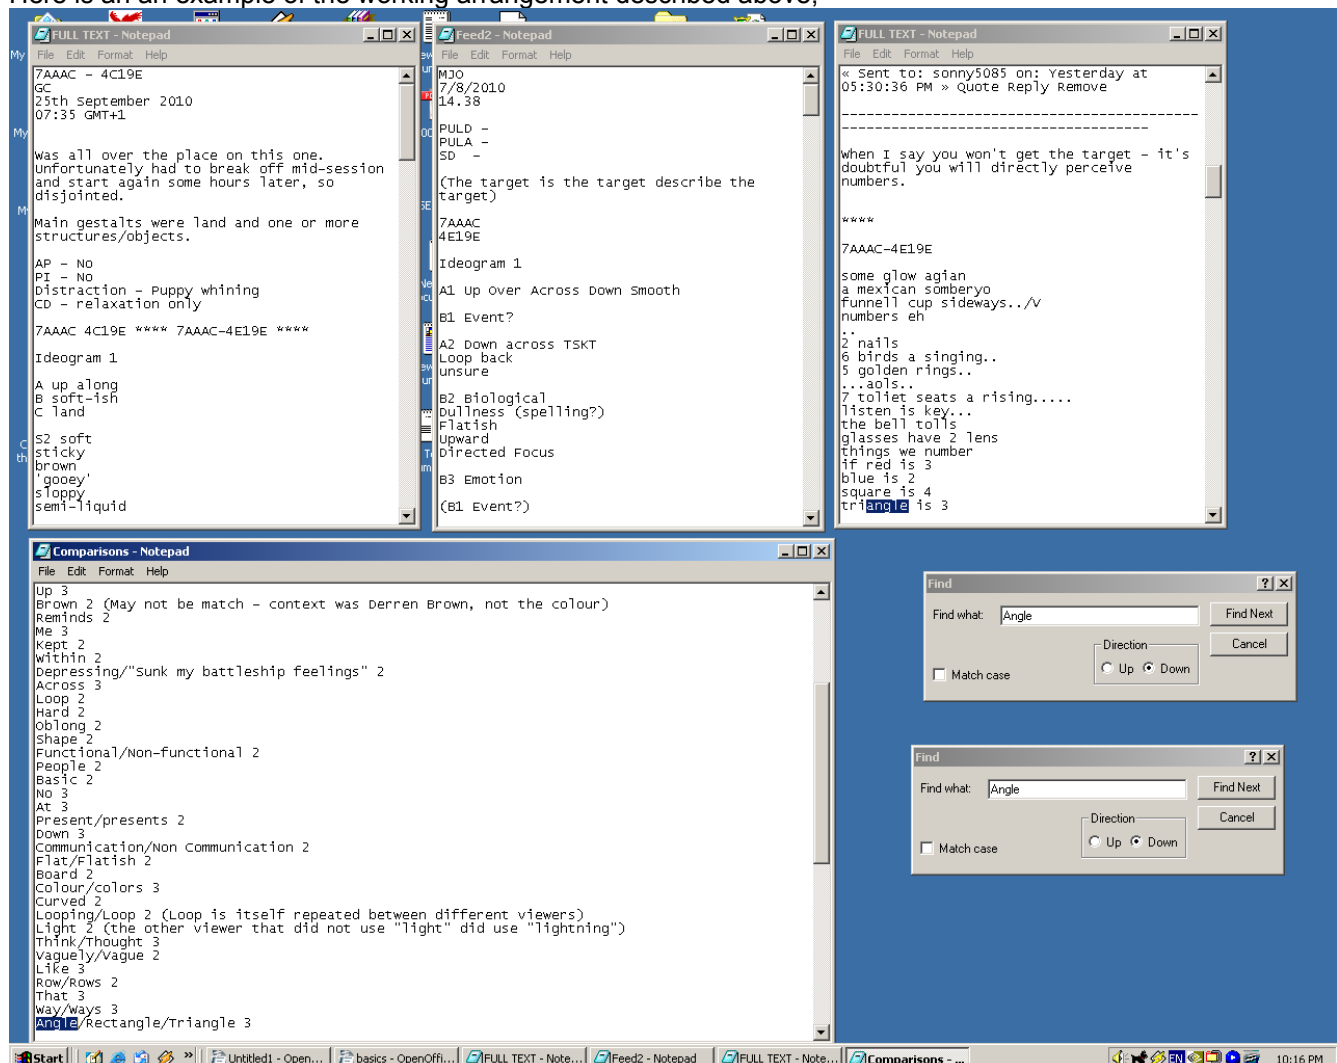 Here is an an example of the working arrangement described above;
FULL TEXT - Notepad
File Edit Format Help
7AAAC - 4C19E
GC
25th September 2010
07:35 GMT+1
Was all over the place on this one.
Unfortunately had to break off mid-session
and start again some hours later, so
disjointed.
Main gestalts were land and one or more
structures/objects.
AP - No
PI - No
Distraction - Puppy whining
CD - relaxation only
7AAAC 4C19E **** 7AAAC-4E19E ****
Ideogram 1
A up along
B soft-ish
C land
S2 soft
sticky
brown
'gooey'
sloppy
semi-liquid
Feed2 - Notepad
File Edit Format Help
MJO
7/8/2010
14.38
PULD -
PULA -
SD -
(The target is the target describe the
target)
7AAAC
4E19E
Ideogram 1
A1 Up Over Across Down Smooth
B1 Event?
A2 Down across TSKT
Loop back
unsure
B2 Biological
Dullness (spelling?)
Flatish
Upward
Directed Focus
B3 Emotion
(B1 Event?)
FULL TEXT - Notepad
File Edit Format Help
« Sent to: sonny5085 on: Yesterday at
05:30:36 PM » Quote Reply Remove
-------------------------------------------
-------------------------------------
when I say you won't get the target - it's
doubtful you will directly perceive
numbers.
****
7AAAC-4E19E
some glow agian
a mexican somberyo
funnell cup sideways../v
numbers eh
..
2 nails
6 birds a singing..
5 golden rings..
...aols..
7 toliet seats a rising.....
listen is key...
the bell tolls
glasses have 2 lens
things we number
if red is 3
blue is 2
square is 4
triangle is 3
Comparisons - Notepad
File Edit Format Help
Up 3
Brown 2 (May not be match - context was Derren Brown, not the colour)
Reminds 2
Me 3
Kept 2
within 2
Depressing/"Sunk my battleship feelings" 2
Across 3
Loop 2
Hard 2
Oblong 2
Shape 2
Functional/Non-functional 2
People 2
Basic 2
No 3
At 3
Present/presents 2
Down 3
Communication/Non Communication 2
Flat/Flatish 2
Board 2
Colour/colors 3
Curved 2
Looping/Loop 2 (Loop is itself repeated between different viewers)
Light 2 (the other viewer that did not use "light" did use "lightning")
Think/Thought 3
Vaguely/Vague 2
Like 3
Row/Rows 2
That 3
Way/Ways 3
Angle/Rectangle/Triangle 3
Find
Find what: Angle
Find Next
Direction
Cancel
Match case
Up Down
Find
Find what: Angle
Find Next
Direction
Cancel
Match case
Up Down
Start
Untitled1 - Open...
basics - OpenOffi...
FULL TEXT - Note...
Feed2 - Notepad
FULL TEXT - Note...
Comparisons - ...
EN
10:16 PM